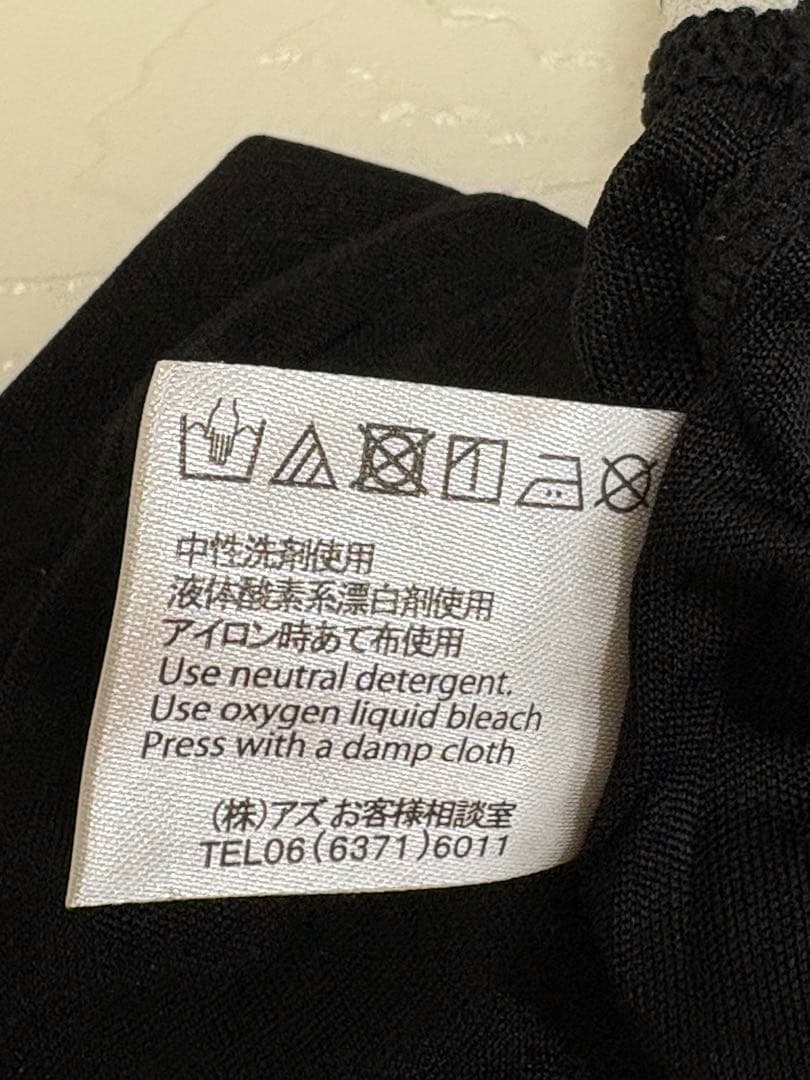 中性洗剤使用
液体酸素系漂白剤使用
アイロン時あて布使用
Use neutral detergent.
Use oxygen liquid bleach
Press with a damp cloth
(株)アズ お客様相談室
TEL06(6371)6011